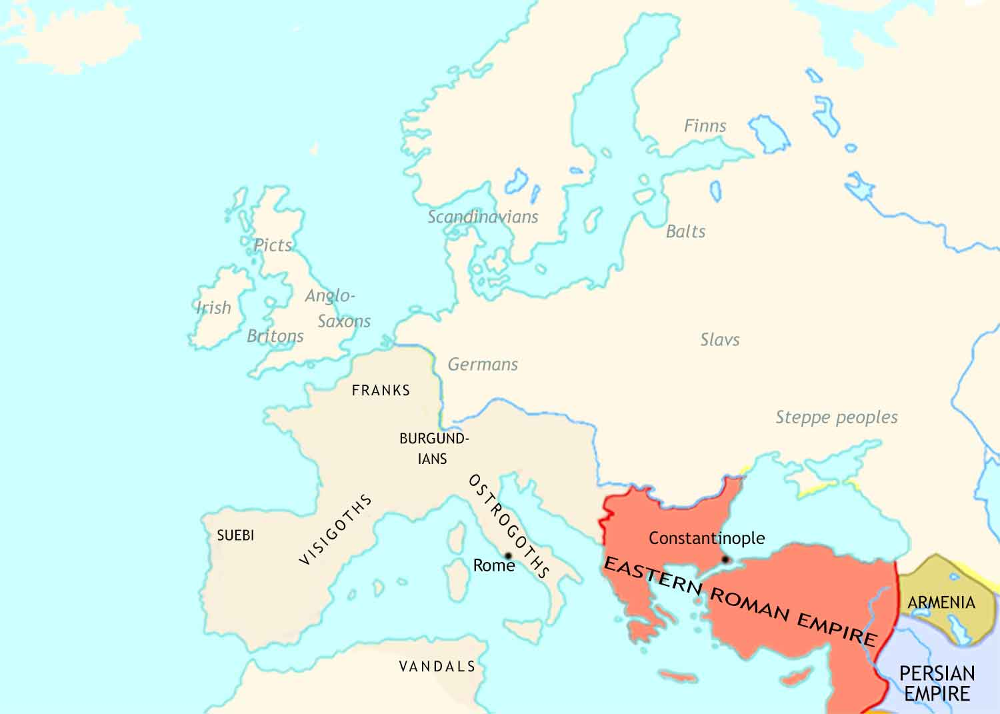 Finns
Scandinavians
Balts
Picts
Anglo-
Saxons
Irish
Britons
Slavs
Germans
FRANKS
Steppe peoples
BURGUND-
IANS
OSTROGOTHS
VISIGOTHS
SUEBI
Constantinople
Rome
EASTERN ROMAN EMPIRE
ARMENIA
VANDALS
PERSIAN
EMPIRE